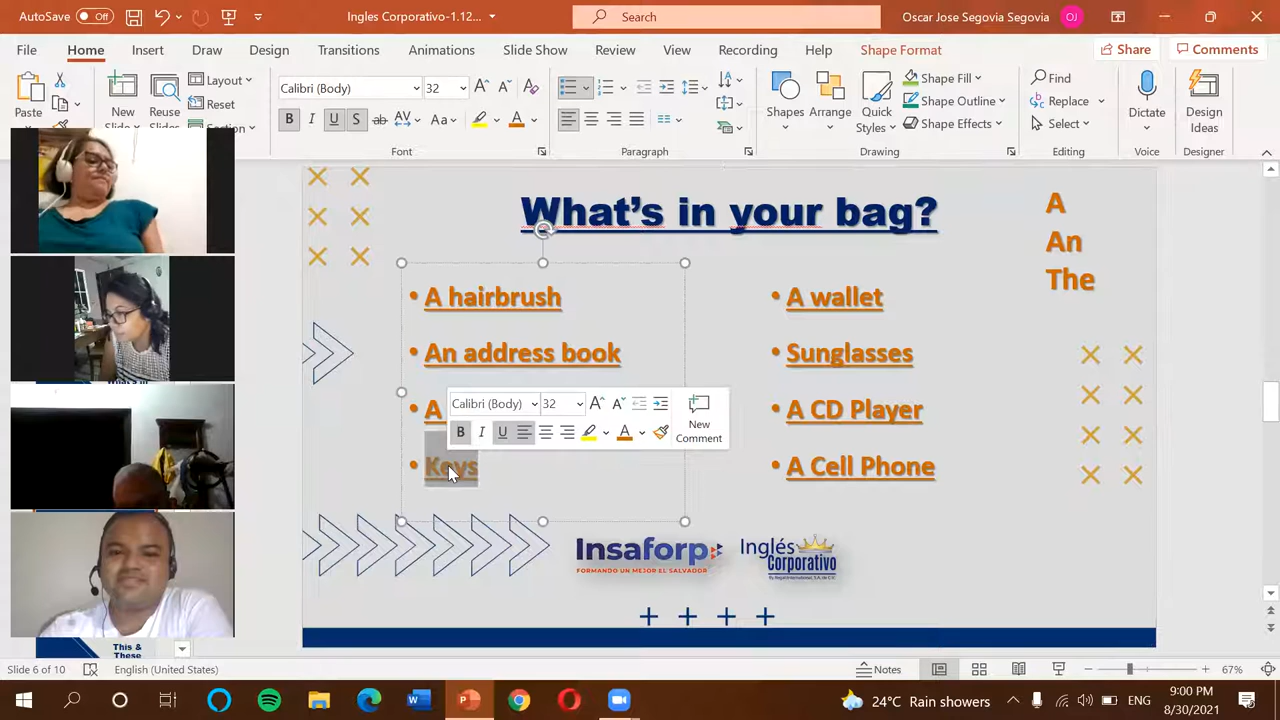 AutoSave Off
Ingles Corporativo-1.12...
Search
Oscar Jose Segovia Segovia
OJ
File Home Insert Draw Design Transitions Animations Slide Show Review View Recording Help Shape Format
Share
Comments
Paste
New
Slide
Reuse
Slides
Layout
Reset
Section
Calibri (Body) 32
B I U S ab AV Aa A
Font
Paragraph
Shapes
Arrange
Quick
Styles
Shape Fill
Shape Outline
Shape Effects
Drawing
Find
Replace
Select
Editing
Dictate
Voice
Design
Ideas
Designer
What's in your bag?
A
An
The
• A hairbrush
• An address book
• A
• Keys
• A wallet
• Sunglasses
• A CD Player
• A Cell Phone
Calibri (Body) 32
B I U A
New
Comment
Insaforp
FORMANDO UN MEJOR EL SALVADOR
Inglés
Corporativo
This &
These
Slide 6 of 10
English (United States)
Notes
67%
24°C Rain showers
ENG
9:00 PM
8/30/2021